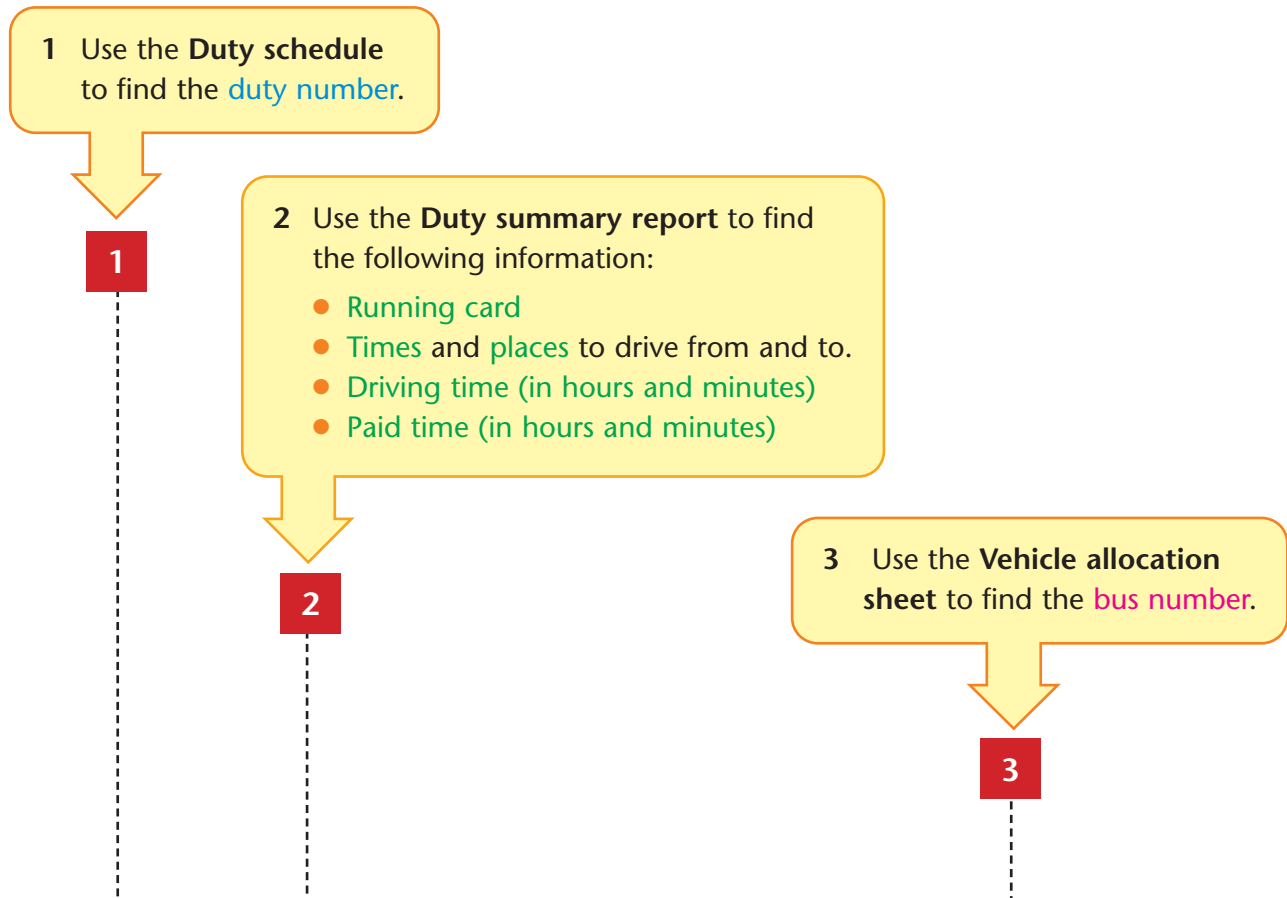 1 Use the Duty schedule
to find the duty number.
1
2 Use the Duty summary report to find
the following information:
● Running card
● Times and places to drive from and to.
● Driving time (in hours and minutes)
● Paid time (in hours and minutes)
2
3 Use the Vehicle allocation
sheet to find the bus number.
3